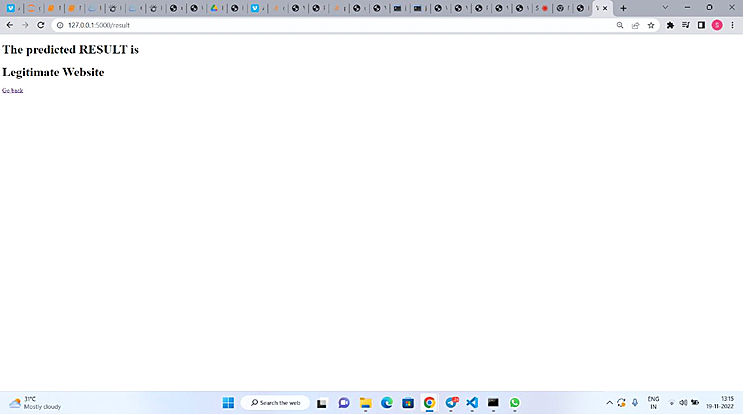 127.0.0.1:5000/result
The predicted RESULT is
Legitimate Website
Go back
31°C
Mostly cloudy
Search the web
ENG
IN
13:15
19-11-2022